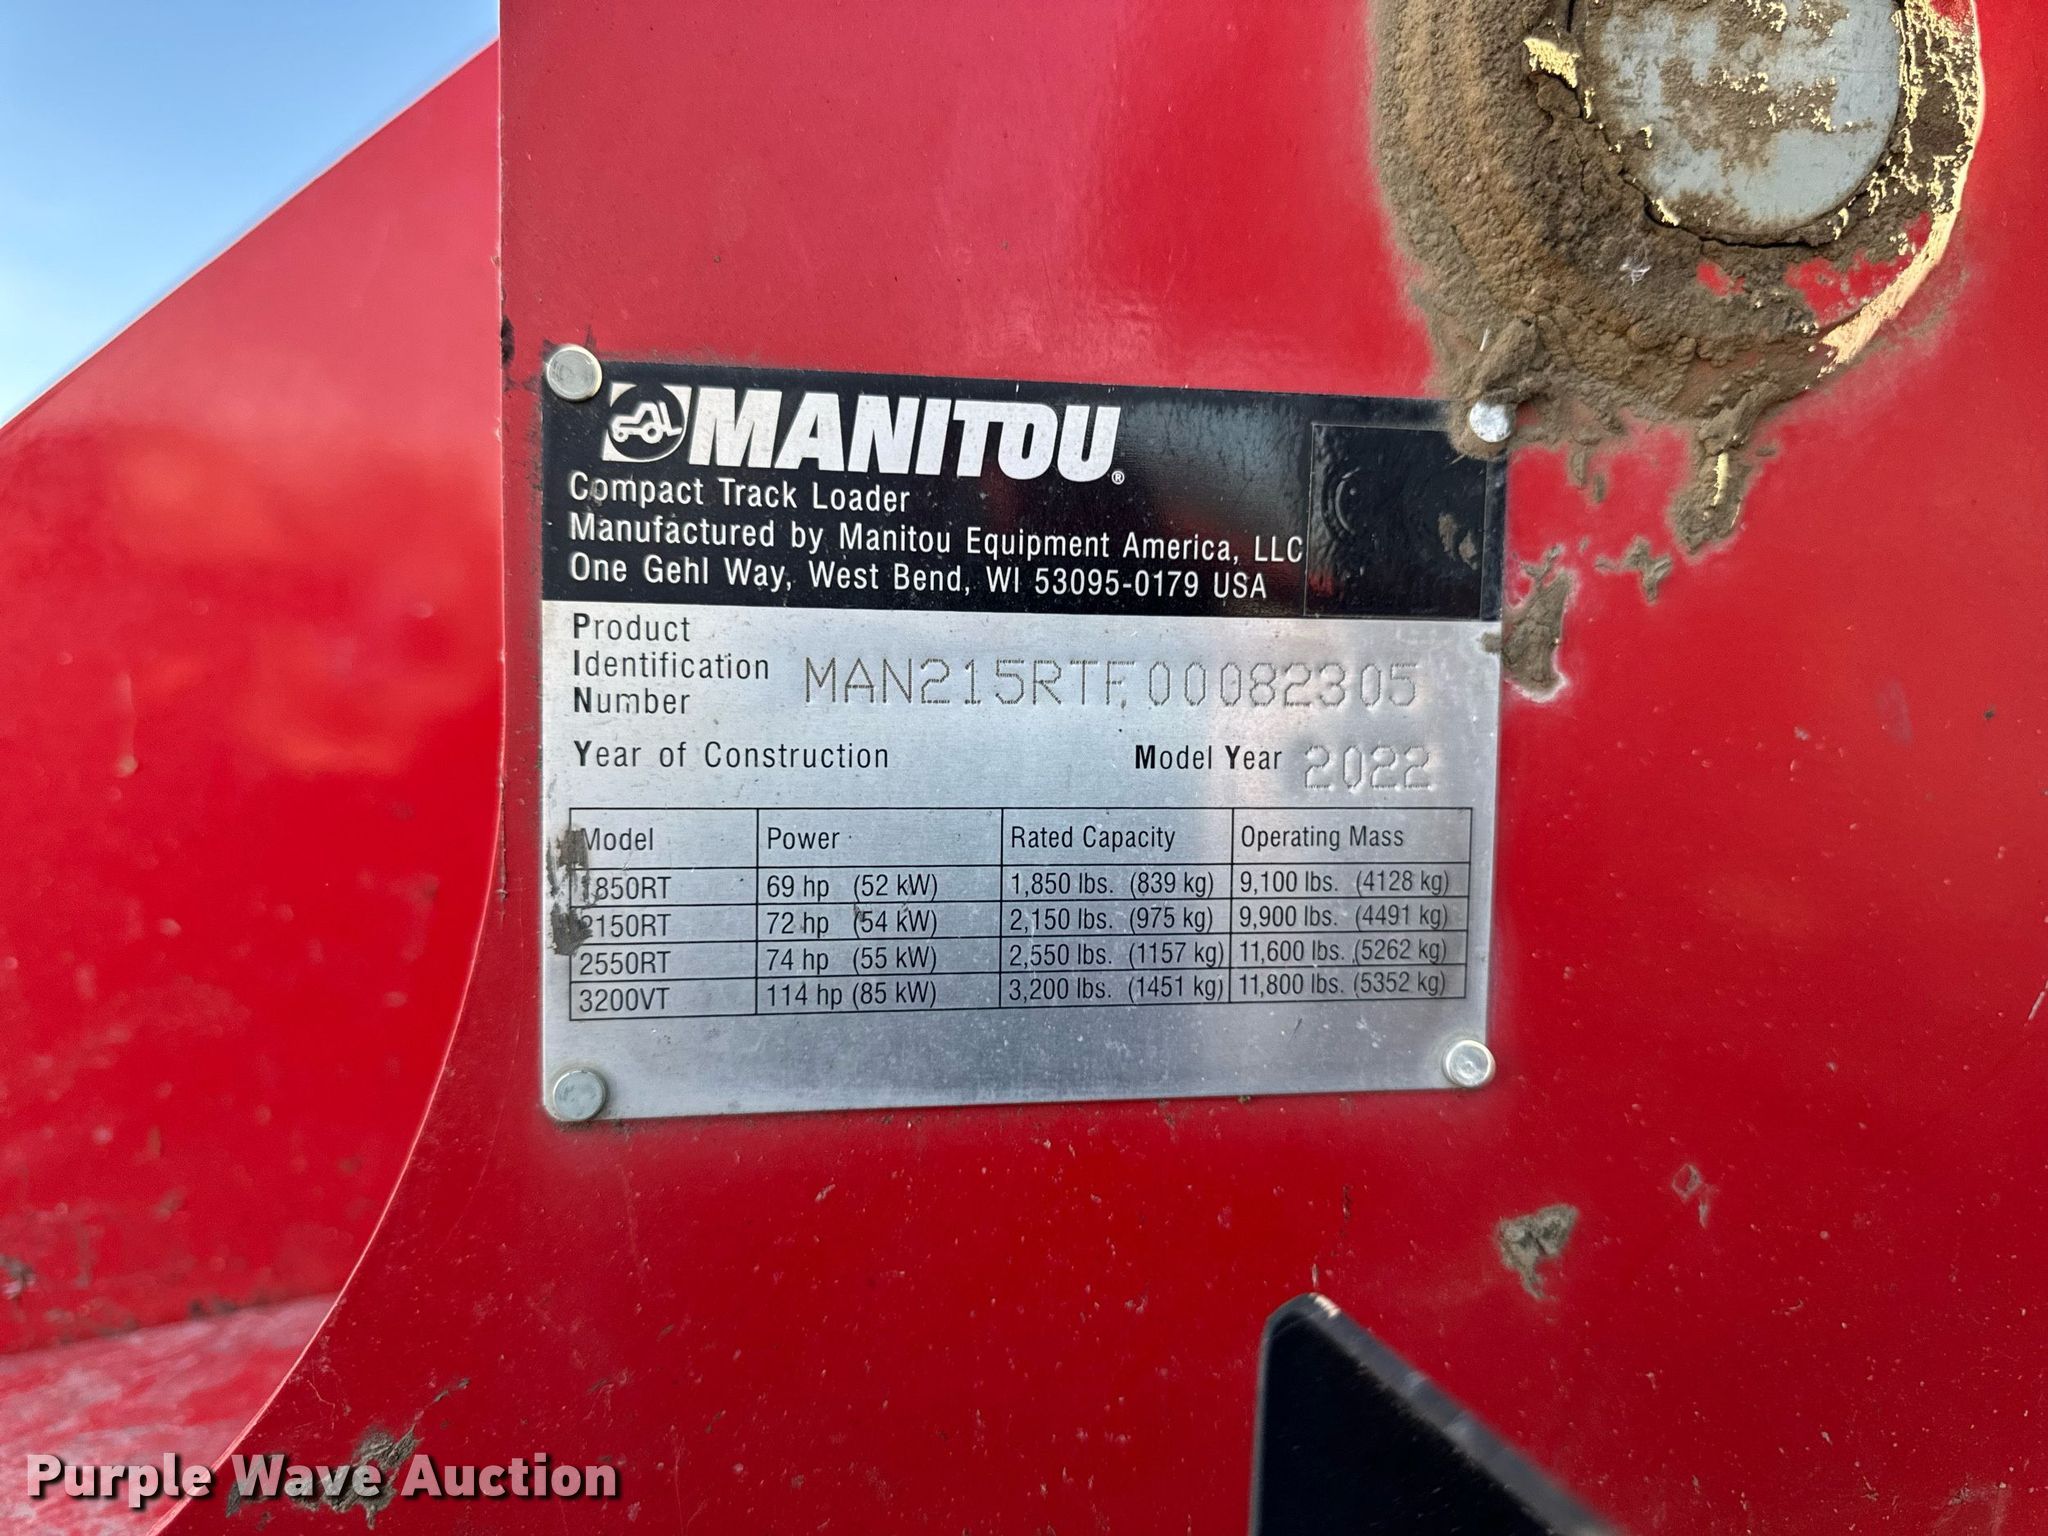 MANITOU®
Compact Track Loader
Manufactured by Manitou Equipment America, LLC
One Gehl Way, West Bend, WI 53095-0179 USA
Product
Identification
Number
MAN215RTE00082305
Year of Construction
Model Year 2022
Model Power Rated Capacity Operating Mass
1850RT 69 hp (52 kW) 1,850 lbs. (839 kg) 9,100 lbs. (4128 kg)
2150RT 72 hp (54 kW) 2,150 lbs. (975 kg) 9,900 lbs. (4491 kg)
2550RT 74 hp (55 kW) 2,550 lbs. (1157 kg) 11,600 lbs. (5262 kg)
3200VT 114 hp (85 kW) 3,200 lbs. (1451 kg) 11,800 lbs. (5352 kg)
Purple Wave Auction